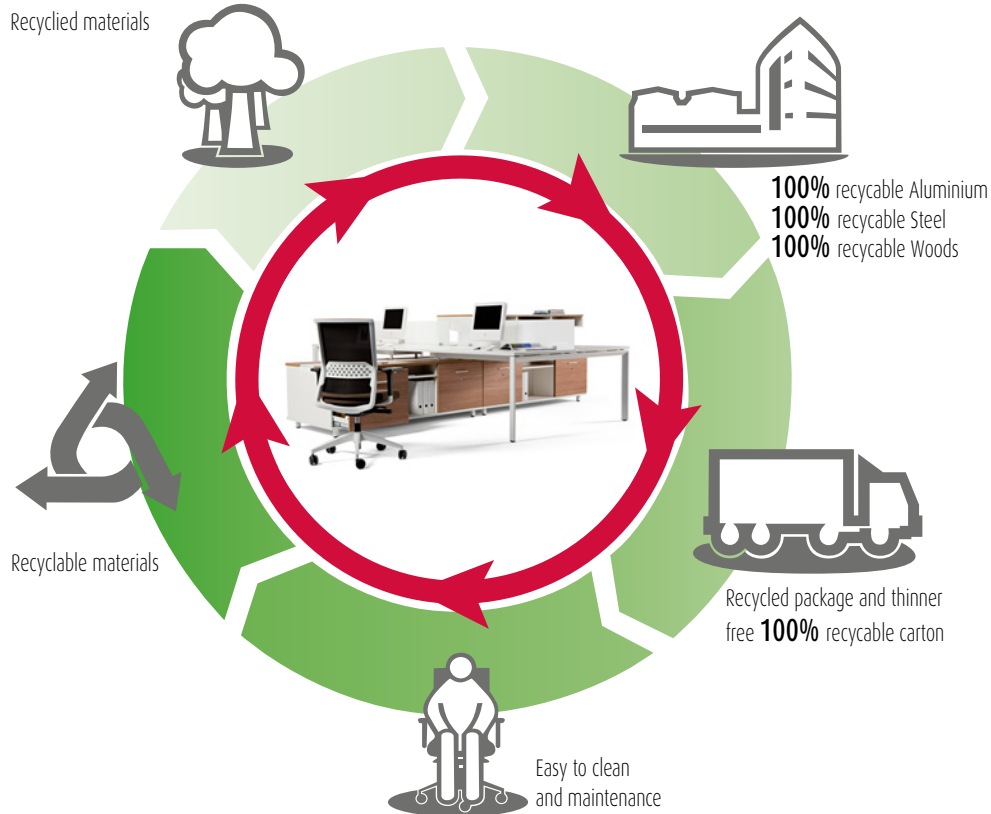 Recyclied materials
100% recycable Aluminium
100% recycable Steel
100% recycable Woods
Recycled package and thinner
free 100% recycable carton
Easy to clean
and maintenance
Recyclable materials